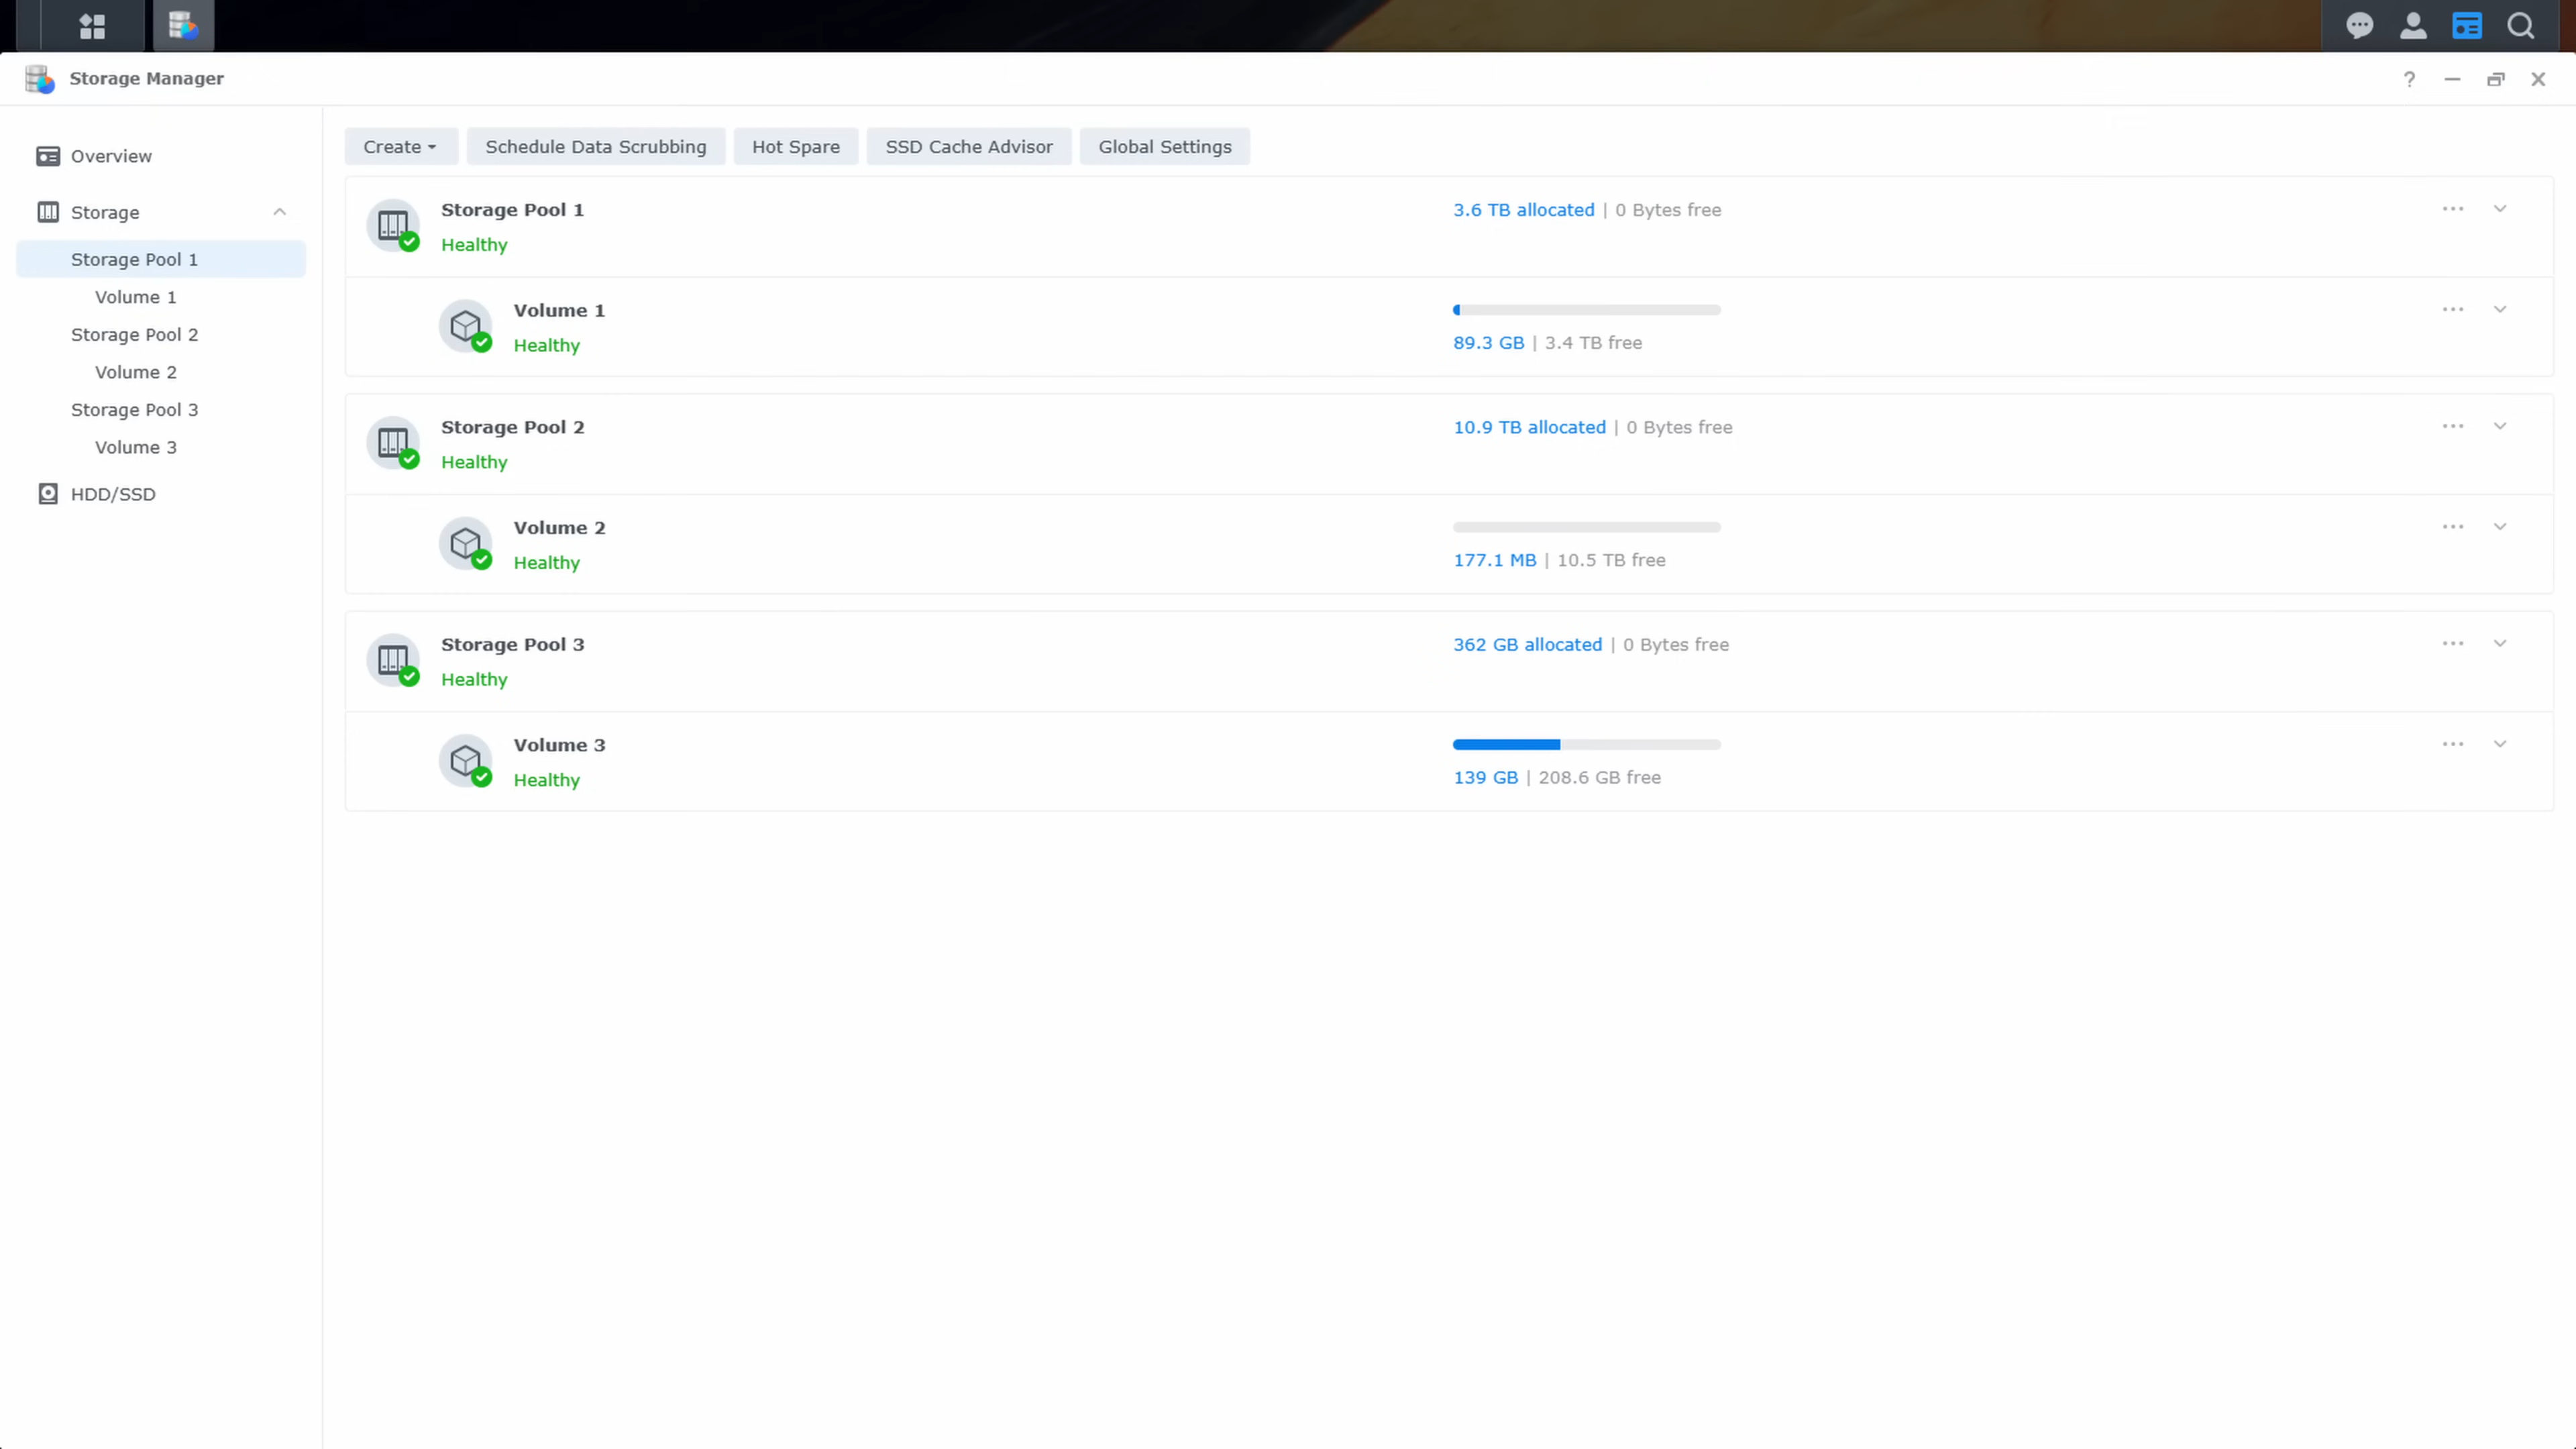 Storage Manager
?
Overview
Storage
Storage Pool 1
Volume 1
Storage Pool 2
Volume 2
Storage Pool 3
Volume 3
HDD/SSD
Create
Schedule Data Scrubbing
Hot Spare
SSD Cache Advisor
Global Settings
Storage Pool 1
Healthy
3.6 TB allocated | 0 Bytes free
Volume 1
Healthy
89.3 GB | 3.4 TB free
Storage Pool 2
Healthy
10.9 TB allocated | 0 Bytes free
Volume 2
Healthy
177.1 MB | 10.5 TB free
Storage Pool 3
Healthy
362 GB allocated | 0 Bytes free
Volume 3
Healthy
139 GB | 208.6 GB free